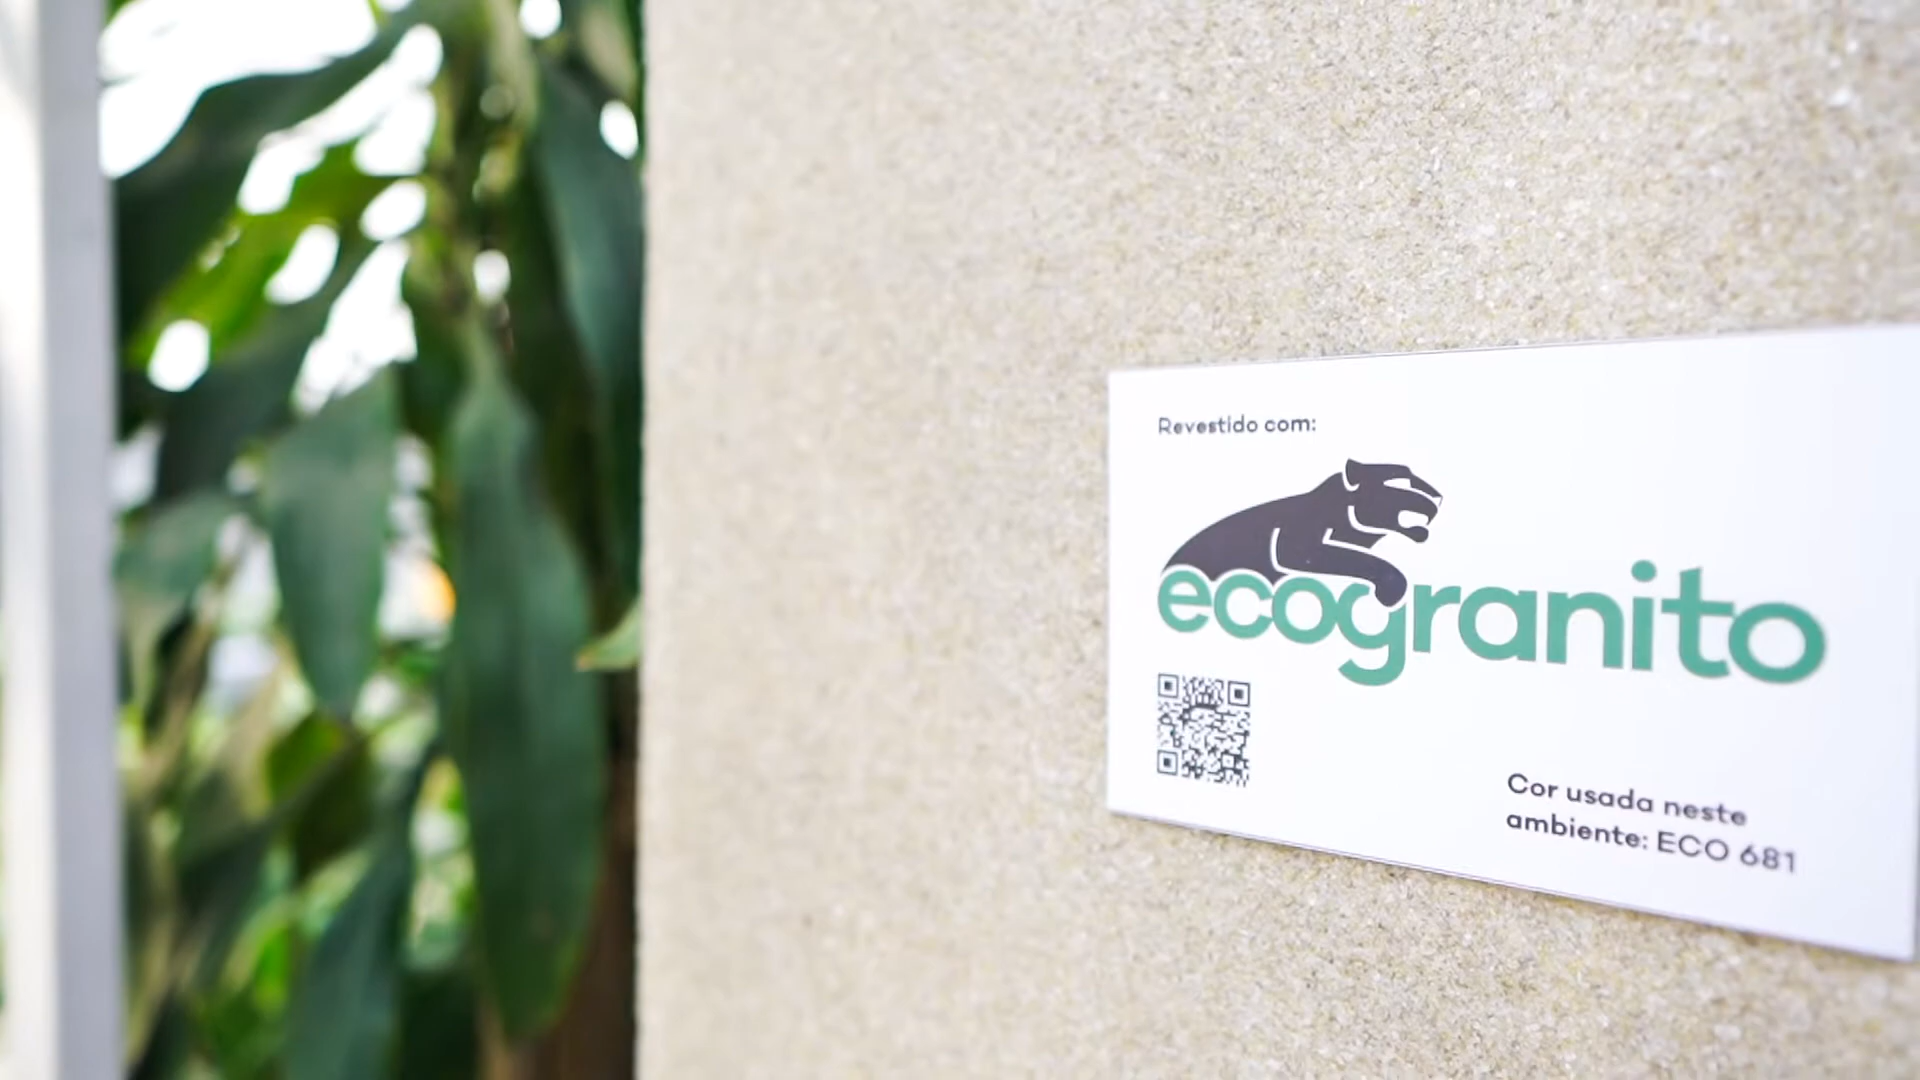 Revestido com:
ecogranito
Cor usada neste
ambiente: ECO 681